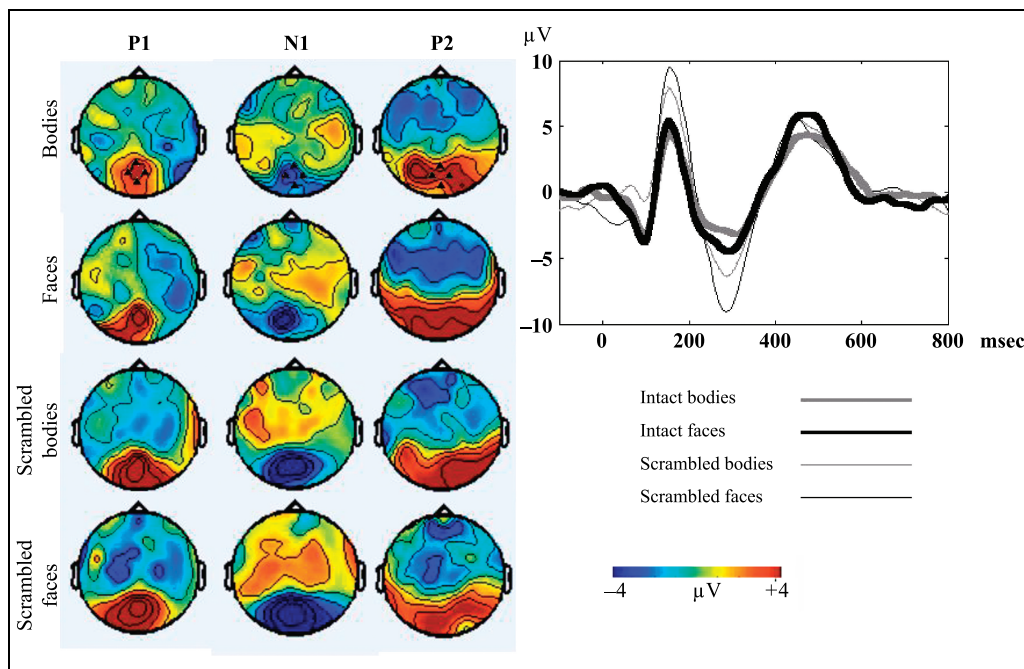 P1 N1 P2
Bodies
Faces
Scrambled
bodies
Scrambled
faces
μV
10
5
0
–5
–10
0 200 400 600 800 msec
Intact bodies
Intact faces
Scrambled bodies
Scrambled faces
–4 μV +4